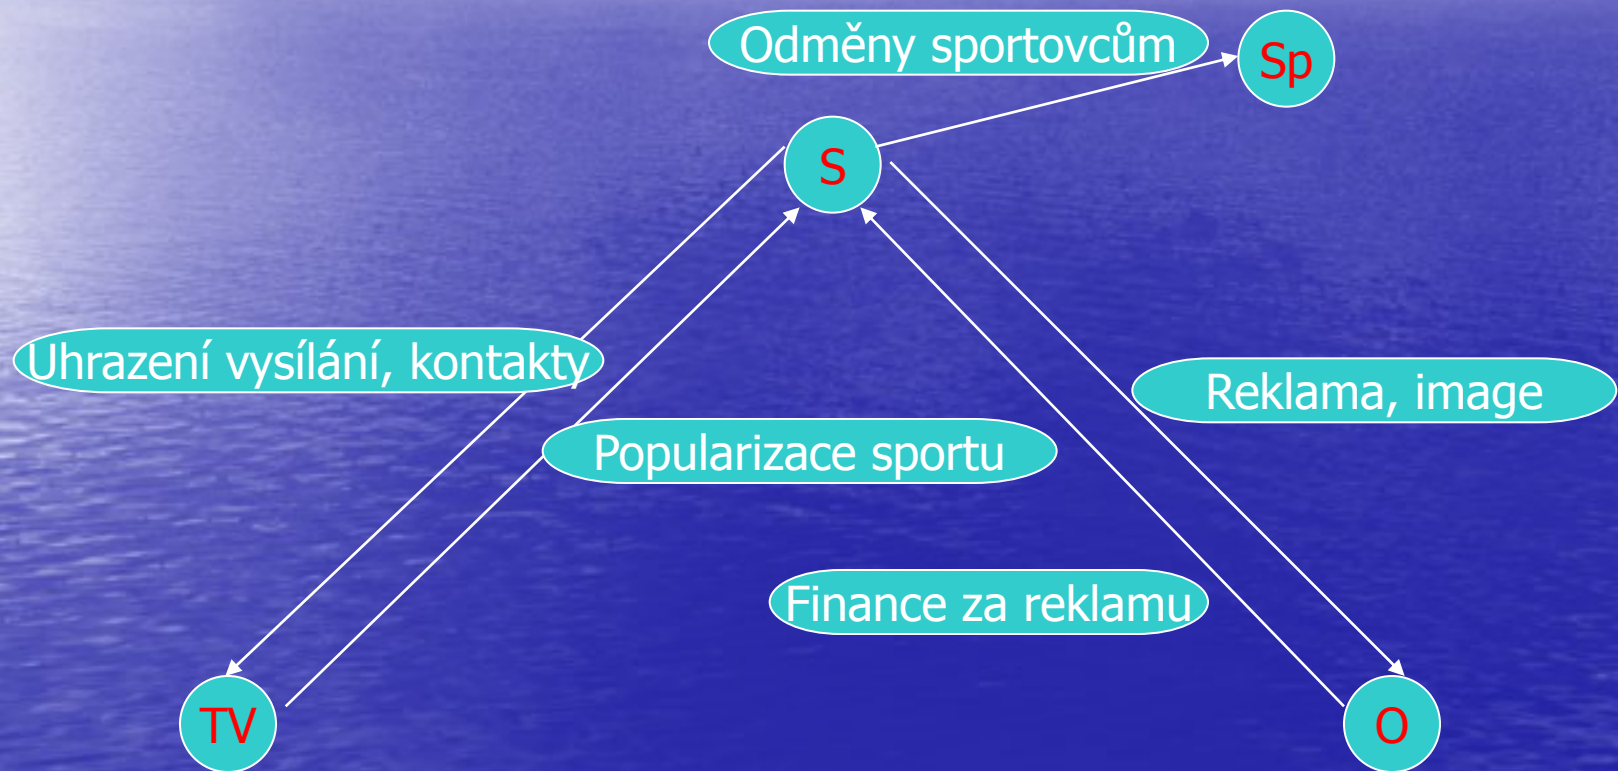 Odměny sportovcům
Sp
S
Uhrazení vysílání, kontakty
Reklama, image
Popularizace sportu
Finance za reklamu
TV
O